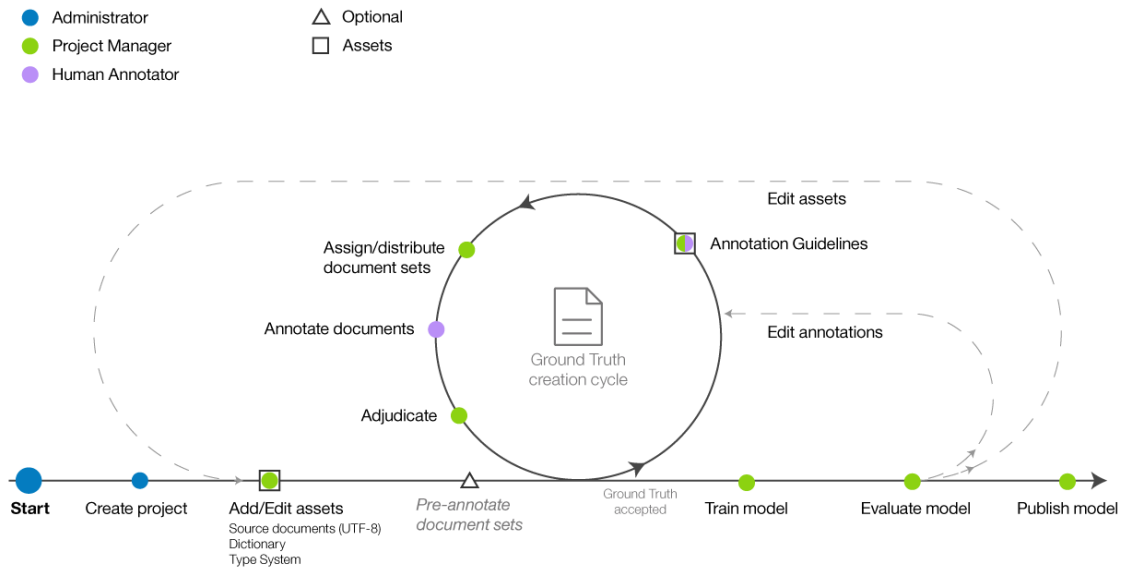 Administrator
Project Manager
Human Annotator
Optional
Assets
Edit assets
Assign/distribute
document sets
Annotation Guidelines
Annotate documents
Edit annotations
Ground Truth
creation cycle
Adjudicate
Start
Create project
Add/Edit assets
Source documents (UTF-8)
Dictionary
Type System
Pre-annotate
document sets
Ground Truth
accepted
Train model
Evaluate model
Publish model